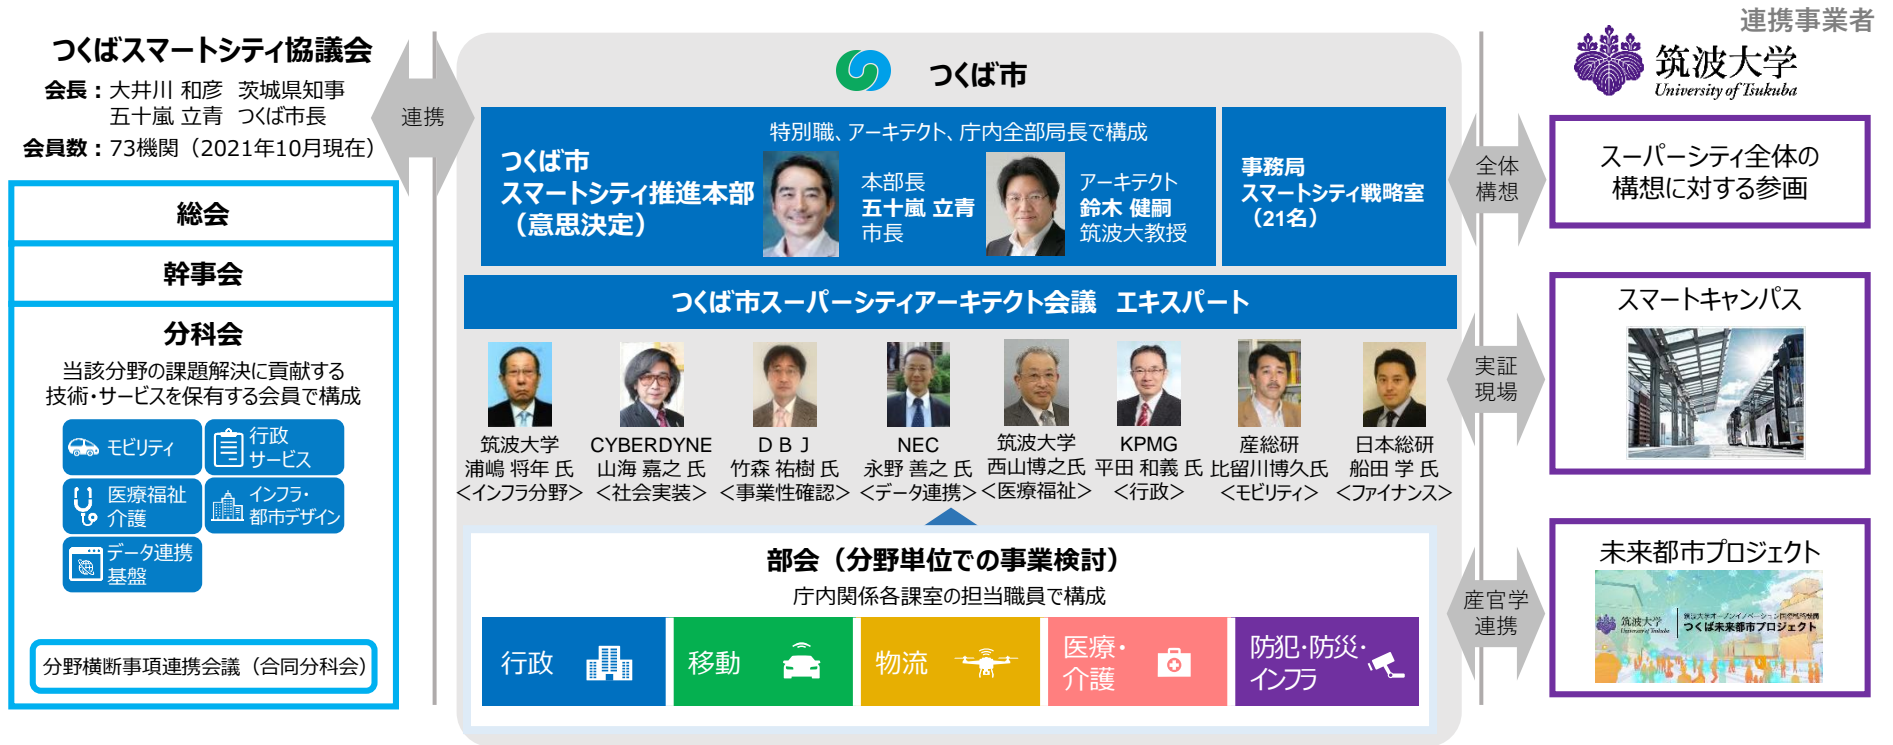 連携事業者
つくばスマートシティ協議会
会長：大井川 和彦 茨城県知事
五十嵐 立青 つくば市長
会員数：73機関（2021年10月現在）
総会
幹事会
分科会
当該分野の課題解決に貢献する
技術・サービスを保有する会員で構成
モビリティ
行政
サービス
医療福祉
介護
インフラ・
都市デザイン
データ連携
基盤
分野横断事項連携会議（合同分科会）
連携
つくば市
特別職、アーキテクト、庁内全部局長で構成
つくば市
スマートシティ推進本部
（意思決定）
本部長
五十嵐 立青
市長
アーキテクト
鈴木 健嗣
筑波大教授
事務局
スマートシティ戦略室
（21名）
つくば市スーパーシティアーキテクト会議 エキスパート
筑波大学
浦嶋 将年 氏
＜インフラ分野＞
CYBERDYNE
山海 嘉之 氏
＜社会実装＞
ＤＢＪ
竹森 祐樹 氏
＜事業性確認＞
NEC
永野 善之 氏
＜データ連携＞
筑波大学
西山博之氏
＜医療福祉＞
KPMG
平田 和義 氏
＜行政＞
産総研
比留川博久氏
＜モビリティ＞
日本総研
船田 学 氏
＜ファイナンス＞
部会（分野単位での事業検討）
庁内関係各課室の担当職員で構成
行政
移動
物流
医療・
介護
防犯・防災・
インフラ
全体
構想
実証
現場
産官学
連携
筑波大学
University of Tsukuba
スーパーシティ全体の
構想に対する参画
スマートキャンパス
未来都市プロジェクト
筑波大学
University of Tsukuba
つくば未来都市プロジェクト